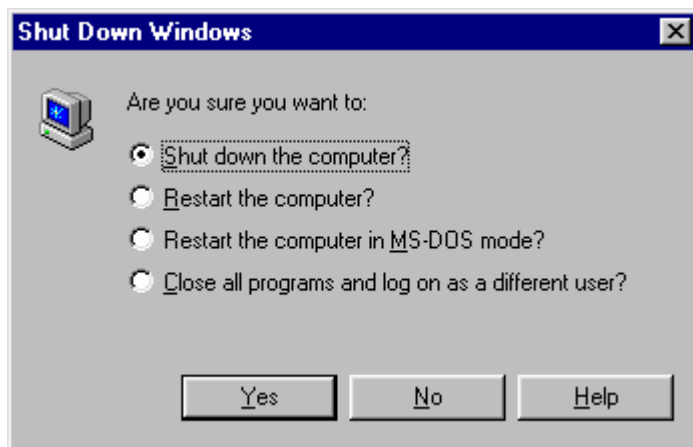 Shut Down Windows
Are you sure you want to:
Shut down the computer?
Restart the computer?
Restart the computer in MS-DOS mode?
Close all programs and log on as a different user?
Yes No Help